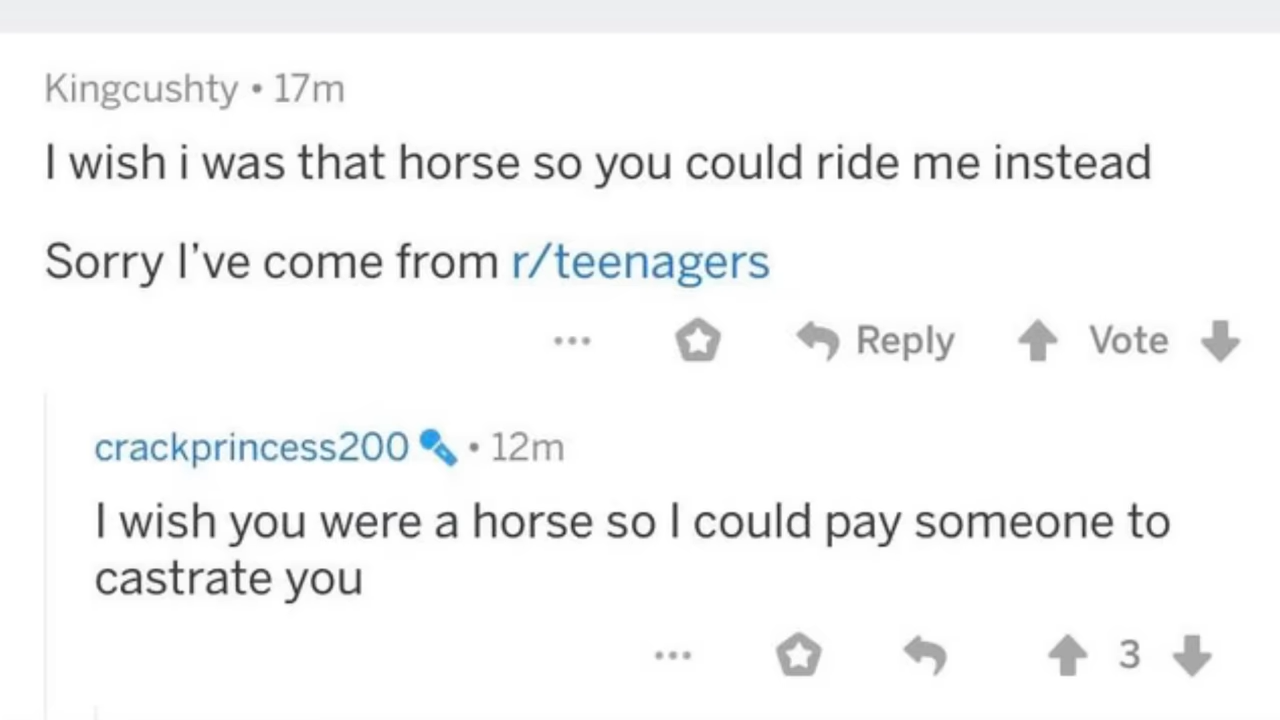 Kingcushty • 17m
I wish i was that horse so you could ride me instead
Sorry I've come from r/teenagers
... Reply Vote
crackprincess200 • 12m
I wish you were a horse so I could pay someone to
castrate you
... 3